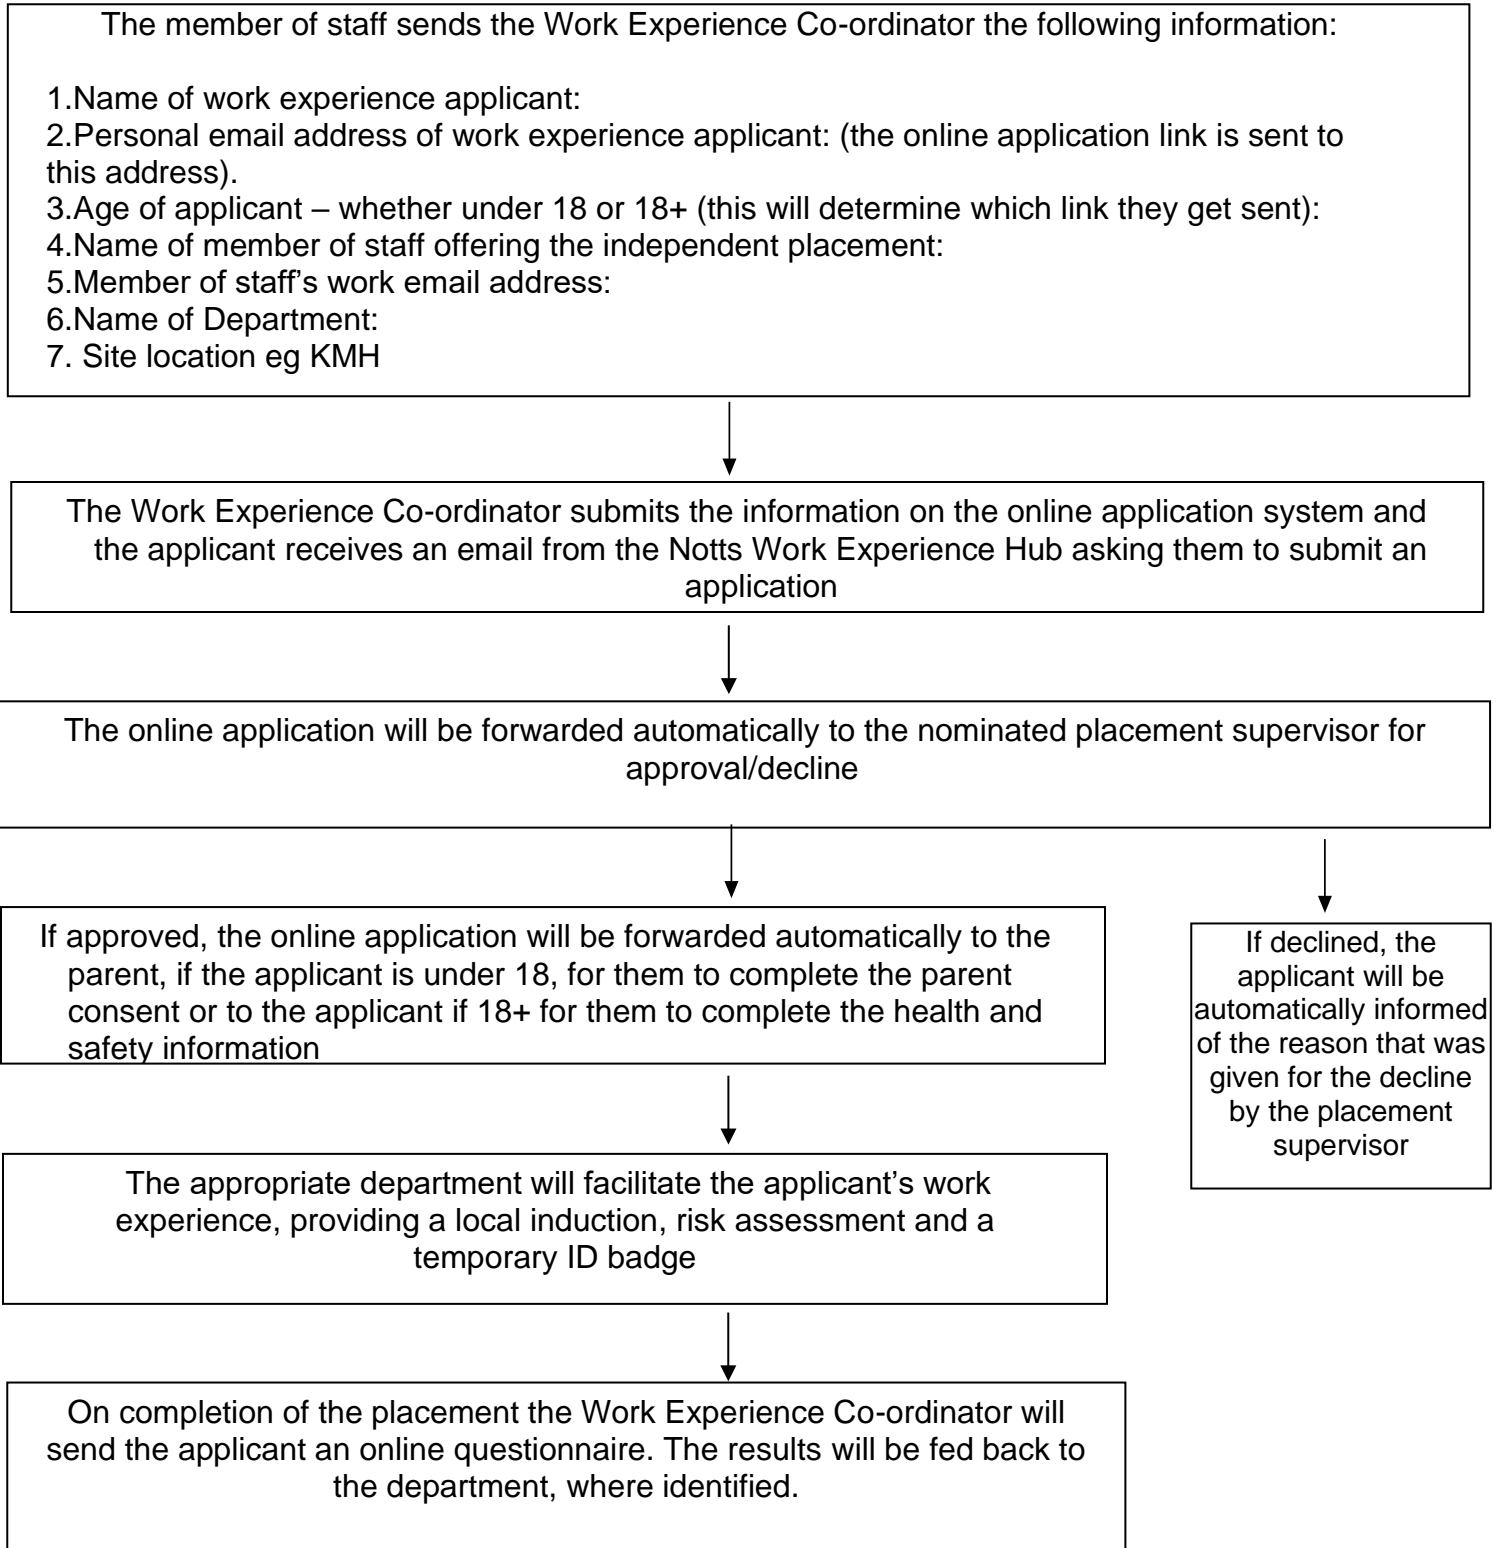 The member of staff sends the Work Experience Co-ordinator the following information:
1.Name of work experience applicant:
2.Personal email address of work experience applicant: (the online application link is sent to
this address).
3.Age of applicant – whether under 18 or 18+ (this will determine which link they get sent):
4.Name of member of staff offering the independent placement:
5.Member of staff’s work email address:
6.Name of Department:
7. Site location eg KMH
The Work Experience Co-ordinator submits the information on the online application system and
the applicant receives an email from the Notts Work Experience Hub asking them to submit an
application
The online application will be forwarded automatically to the nominated placement supervisor for
approval/decline
If approved, the online application will be forwarded automatically to the
parent, if the applicant is under 18, for them to complete the parent
consent or to the applicant if 18+ for them to complete the health and
safety information
If declined, the
applicant will be
automatically informed
of the reason that was
given for the decline
by the placement
supervisor
The appropriate department will facilitate the applicant’s work
experience, providing a local induction, risk assessment and a
temporary ID badge
On completion of the placement the Work Experience Co-ordinator will
send the applicant an online questionnaire. The results will be fed back to
the department, where identified.